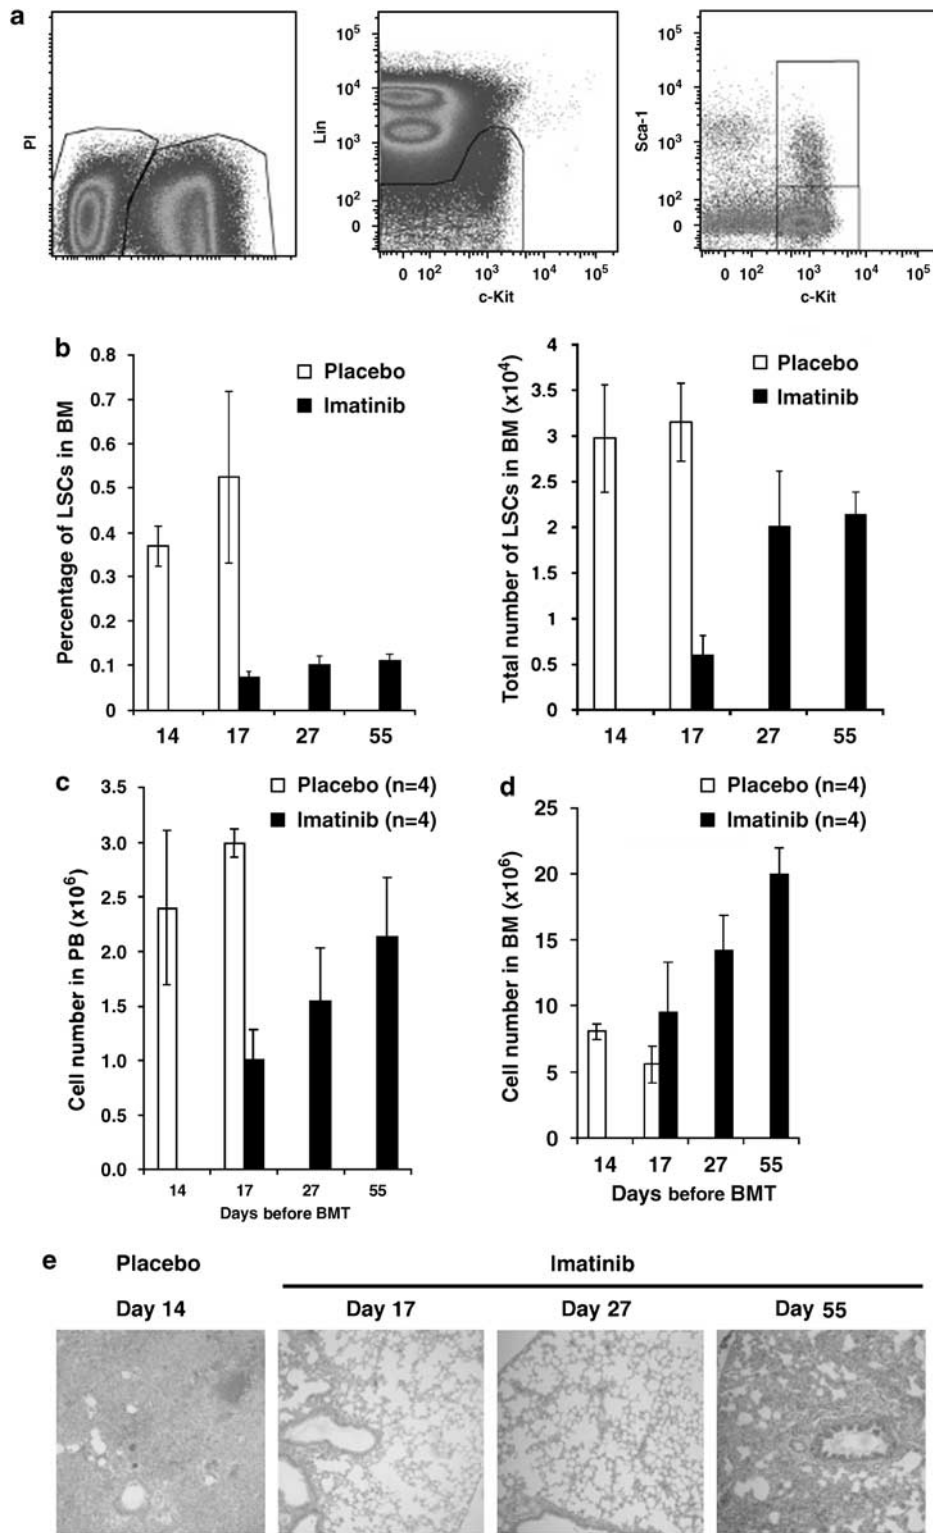 a
PI
Lin
10⁵
10⁴
10³
10²
0
0 10² 10³ 10⁴ 10⁵
c-Kit
Sca-1
10⁵
10⁴
10³
10²
0
0 10² 10³ 10⁴ 10⁵
c-Kit
b
Percentage of LSCs in BM
0.8
0.7
0.6
0.5
0.4
0.3
0.2
0.1
0
Placebo
Imatinib
14 17 27 55
Total number of LSCs in BM (x10⁴)
4
3.5
3
2.5
2
1.5
1
0.5
0
Placebo
Imatinib
14 17 27 55
c
Cell number in PB (x10⁶)
3.5
3.0
2.5
2.0
1.5
1.0
0.5
0.0
Placebo (n=4)
Imatinib (n=4)
14 17 27 55
Days before BMT
d
Cell number in BM (x10⁶)
25
20
15
10
5
0
Placebo (n=4)
Imatinib (n=4)
14 17 27 55
Days before BMT
e
Placebo Imatinib
Day 14 Day 17 Day 27 Day 55